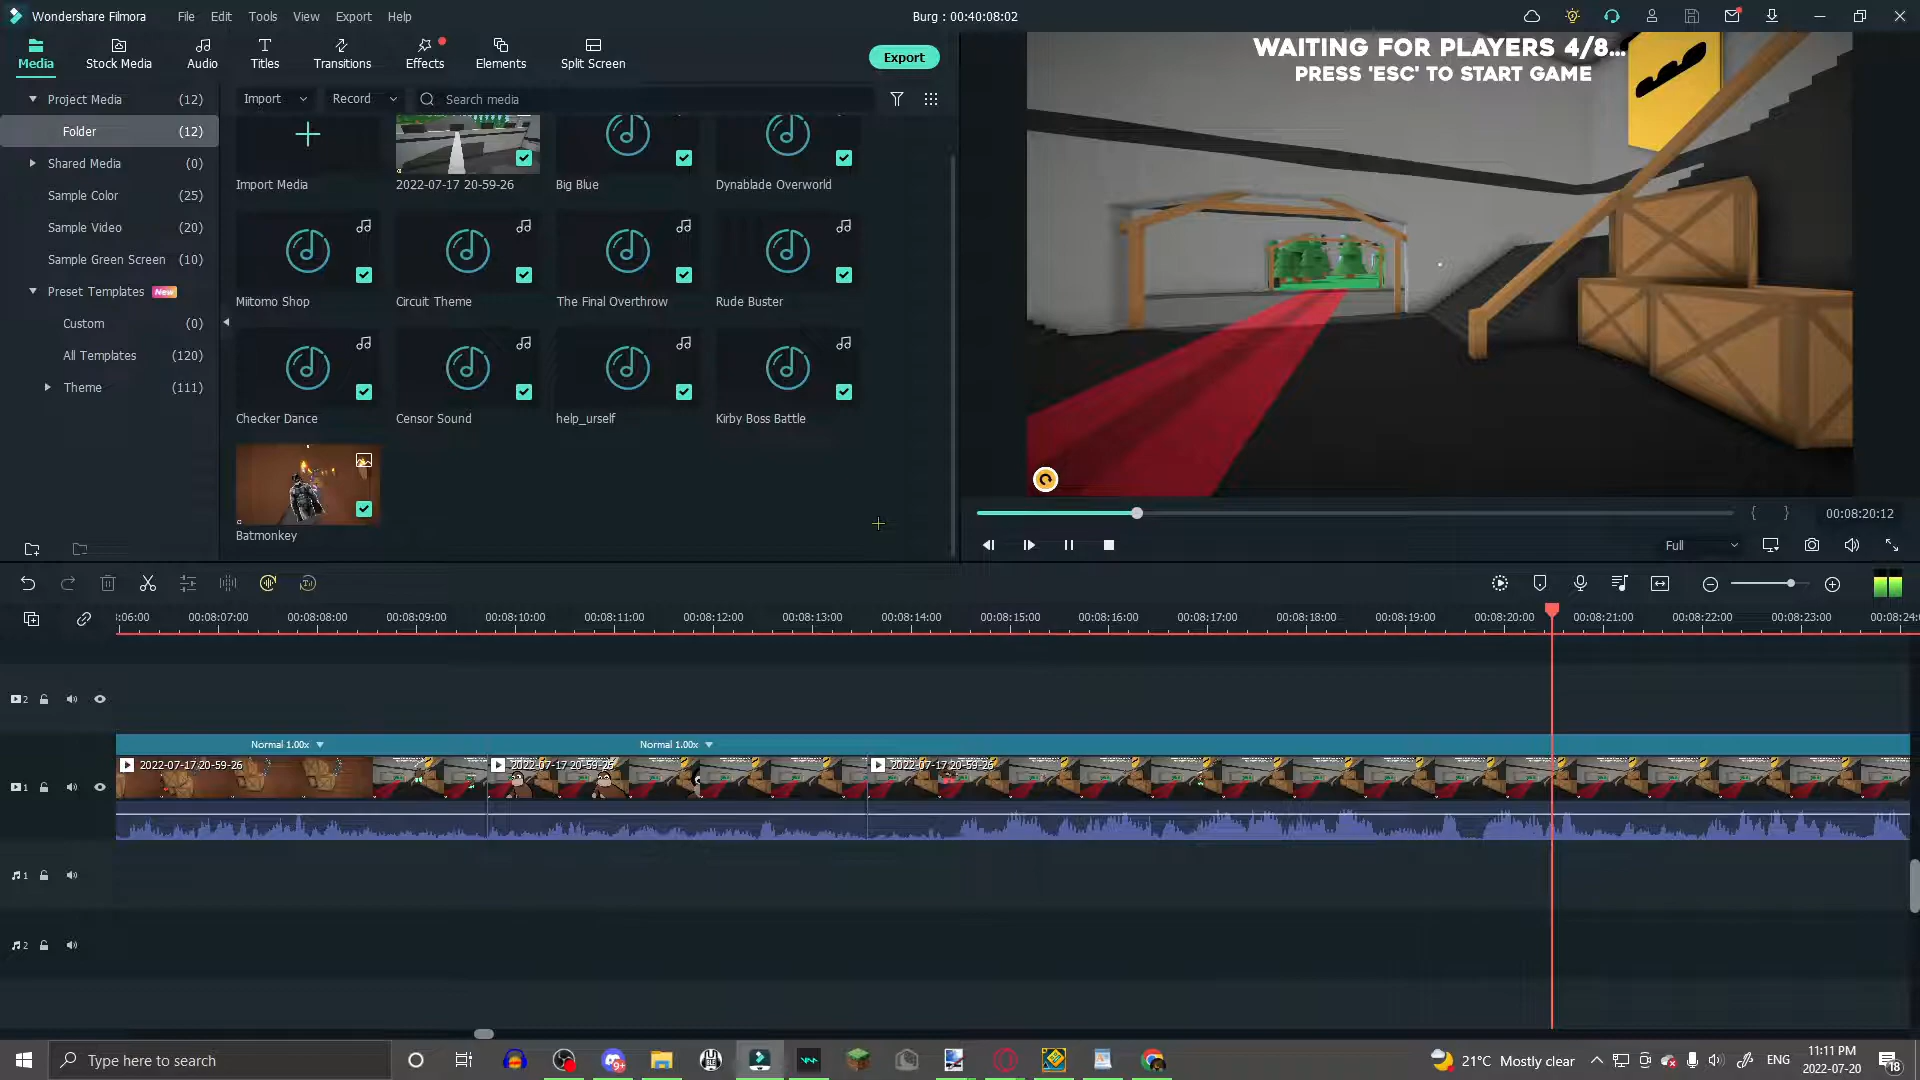 Wondershare Filmora File Edit Tools View Export Help Burg : 00:40:08:02
Media Stock Media Audio Titles Transitions Effects Elements Split Screen Export
Project Media (12)
Folder (12)
Shared Media (0)
Sample Color (25)
Sample Video (20)
Sample Green Screen (10)
Preset Templates New
Custom (0)
All Templates (120)
Theme (111)
Import Record Search media
Import Media 2022-07-17 20-59-26 Big Blue Dynablade Overworld
Miitomo Shop Circuit Theme The Final Overthrow Rude Buster
Checker Dance Censor Sound help_urself Kirby Boss Battle
Batmonkey
WAITING FOR PLAYERS 4/8...
PRESS 'ESC' TO START GAME
{ } 00:08:20:12
Full
:06:00 00:08:07:00 00:08:08:00 00:08:09:00 00:08:10:00 00:08:11:00 00:08:12:00 00:08:13:00 00:08:14:00 00:08:15:00 00:08:16:00 00:08:17:00 00:08:18:00 00:08:19:00 00:08:20:00 00:08:21:00 00:08:22:00 00:08:23:00 00:08:24:0
2
Normal 1.00x Normal 1.00x
2022-07-17 20-59-26 2022-07-17 20-59-26 2022-07-17 20-59-26
1
1
2
Type here to search 9+ 21°C Mostly clear ENG 11:11 PM
2022-07-20 18